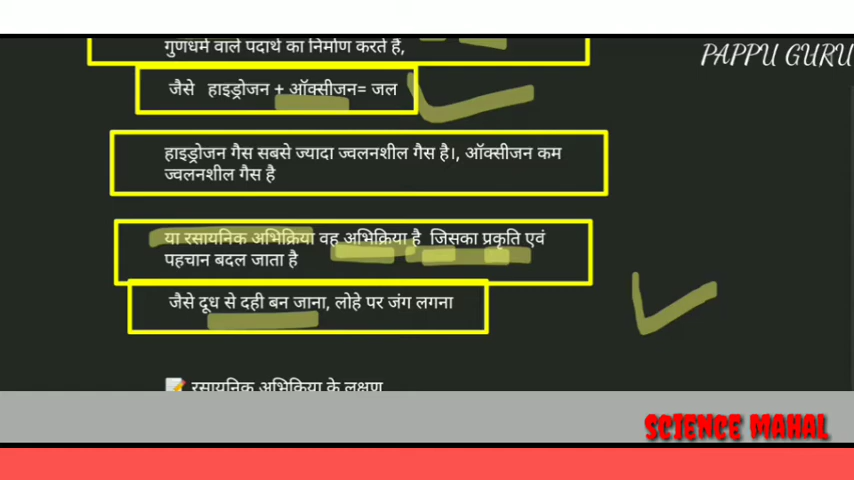 गुणधर्म वाले पदार्थ का निर्माण करते हैं,
PAPPU GURU
जैसे हाइड्रोजन + ऑक्सीजन= जल
हाइड्रोजन गैस सबसे ज्यादा ज्वलनशील गैस है।, ऑक्सीजन कम
ज्वलनशील गैस है
या रसायनिक अभिक्रिया वह अभिक्रिया है जिसका प्रकृति एवं
पहचान बदल जाता है
जैसे दूध से दही बन जाना, लोहे पर जंग लगना
📝 रसायनिक अभिक्रिया के लक्षण
SCIENCE MAHAL